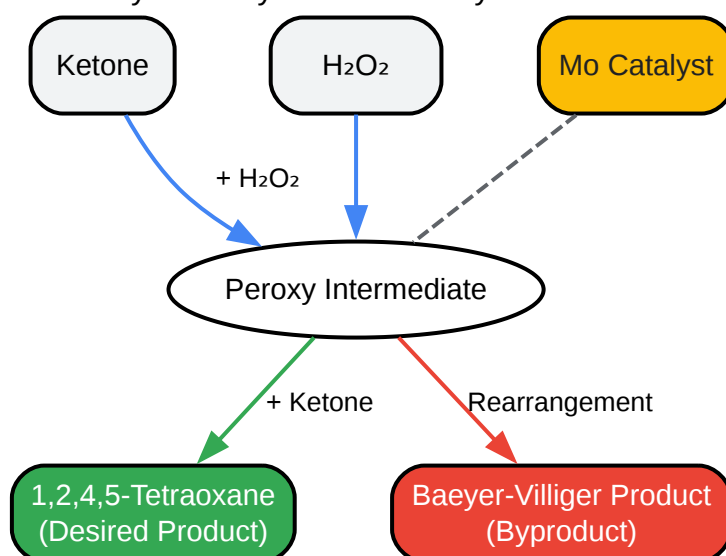 Ketone
H₂O₂
Mo Catalyst
+ H₂O₂
Peroxy Intermediate
+ Ketone
Rearrangement
1,2,4,5-Tetraoxane
(Desired Product)
Baeyer-Villiger Product
(Byproduct)